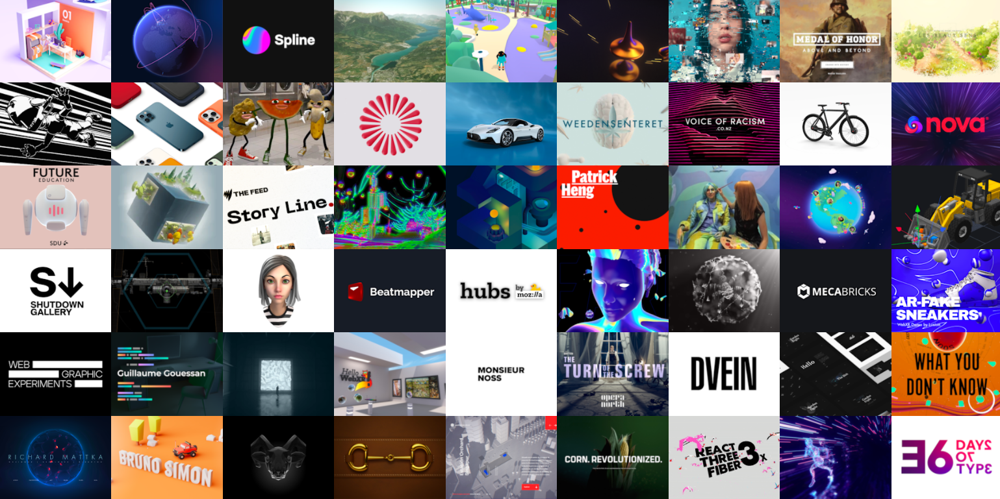 01
Spline
MEDAL OF HONOR
ABOVE AND BEYOND
WEEDENSENTERET
VOICE OF RACISM
.CO.NZ
nova
FUTURE
EDUCATION
SDU
THE FEED
Story Line.
Patrick
Heng
S↓
SHUTDOWN
GALLERY
Beatmapper
hubs by
moz://a
MECABRICKS
AR-FAKE
SNEAKERS
WebXR Demo by Lusion
WEB
GRAPHIC
EXPERIMENTS
Guillaume Gouessan
Hello
WebXR
MONSIEUR
NOSS
THE
TURN OF THE SCREW
opera
north
DVEIN
Hello
WHAT YOU
DON'T KNOW
RICHARD MATTKA
BRUNO SIMON
CORN. REVOLUTIONIZED.
REACT
THREE
FIBER
3x
36 DAYS
OF
TYPE